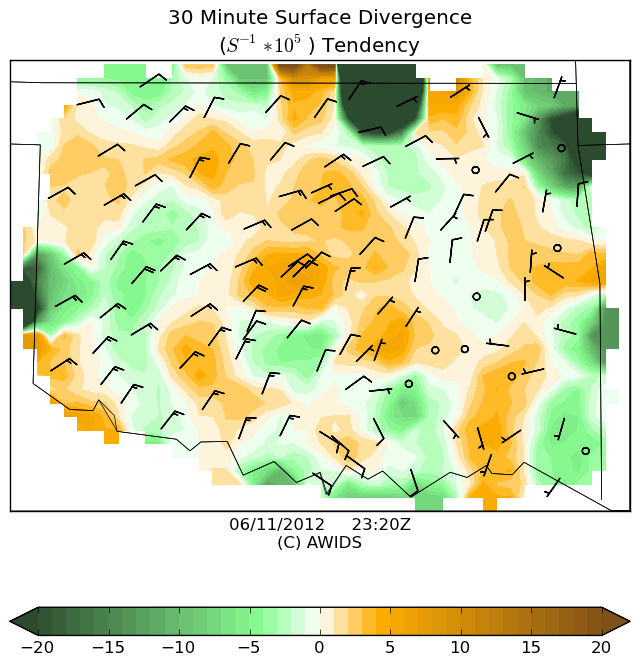 30 Minute Surface Divergence
(S⁻¹ ∗ 10⁵ ) Tendency
06/11/2012 23:20Z
(C) AWIDS
−20 −15 −10 −5 0 5 10 15 20